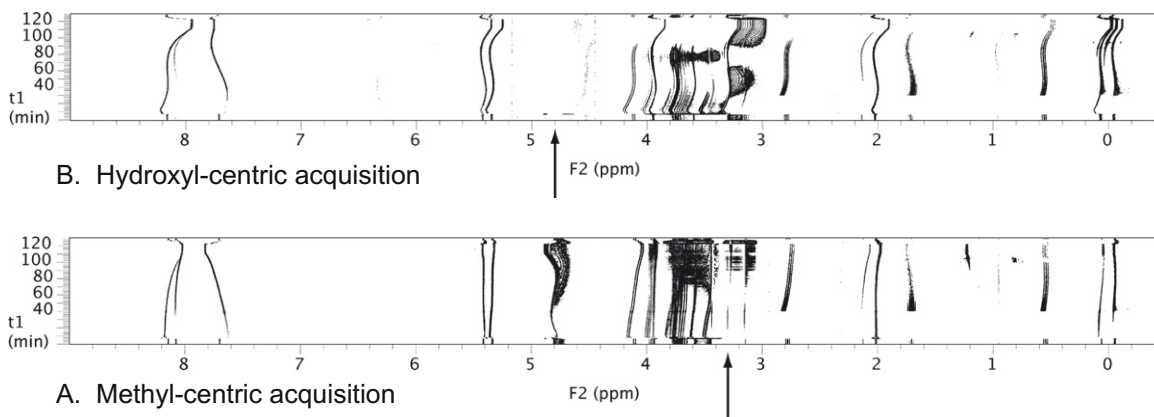 120
100
80
60
40
t1
(min)
8 7 6 5 4 3 2 1 0
F2 (ppm)
B. Hydroxyl-centric acquisition
120
100
80
60
40
t1
(min)
8 7 6 5 4 3 2 1 0
F2 (ppm)
A. Methyl-centric acquisition